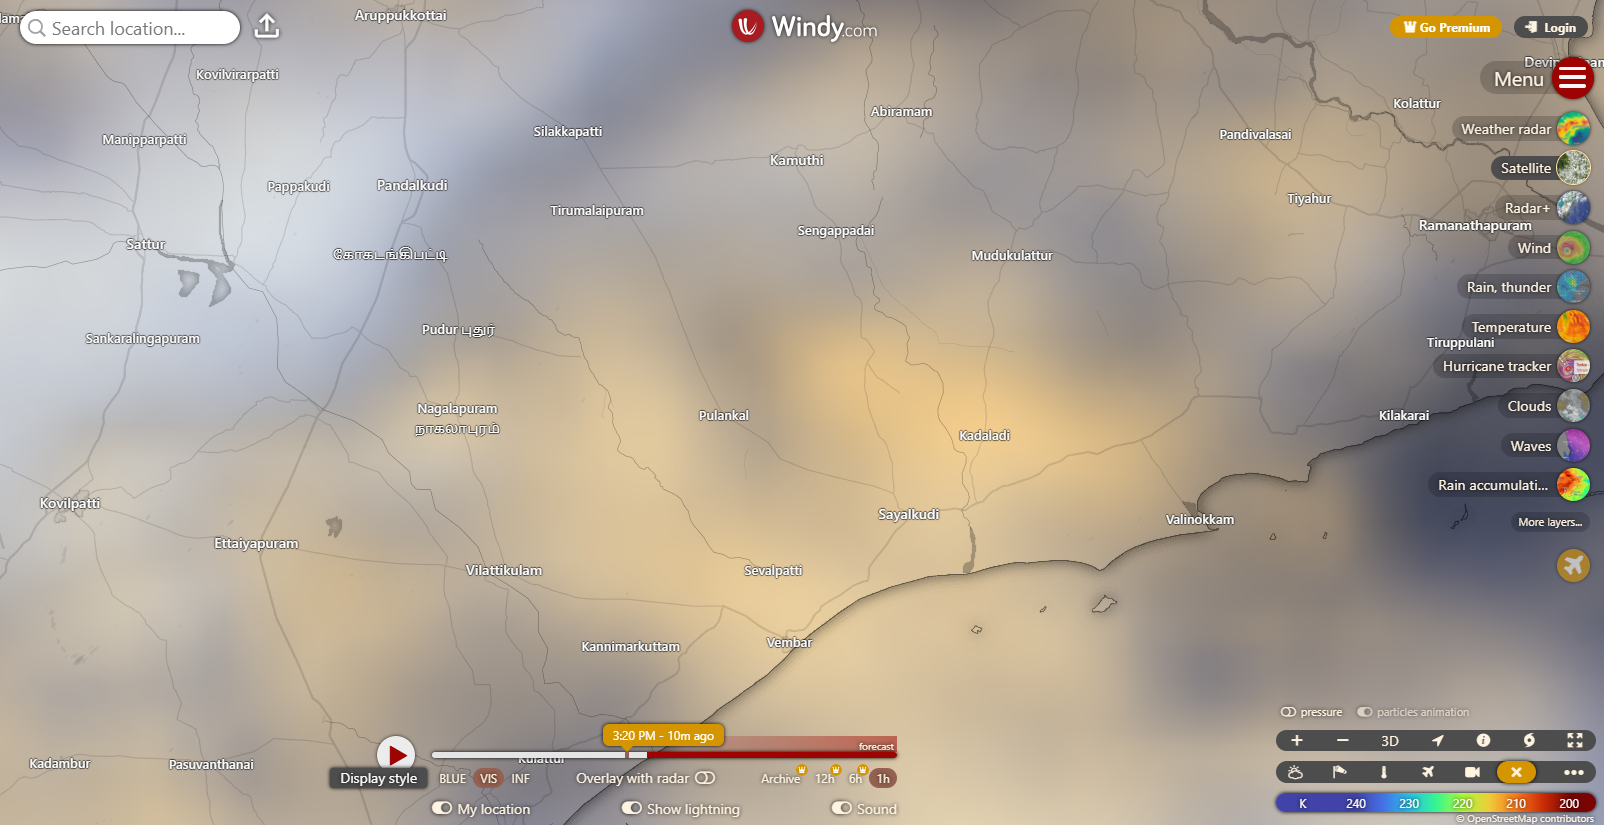 Aruppukkottai
Search location...
Windy.com
Go Premium
Login
Menu
Kovilvirarpatti
Kolattur
Abiramam
Weather radar
Manipparpatti
Silakkapatti
Pandivalasai
Kamuthi
Satellite
Pappakudi
Pandalkudi
Tiyahur
Tirumalaipuram
Radar+
Sengappadai
Ramanathapuram
Sattur
கோகடங்கிபட்டி
Mudukulattur
Wind
Rain, thunder
Pudur புதுர்
Temperature
Sankaralingapuram
Tiruppulani
Hurricane tracker
Nagalapuram
நாகலாபுரம்
Pulankal
Clouds
Kilakarai
Kadaladi
Waves
Rain accumulati...
Kovilpatti
Sayalkudi
Valinokkam
More layers...
Ettaiyapuram
Vilattikulam
Sevalpatti
Kannimarkuttam
Vembar
pressure
particles animation
3:20 PM - 10m ago
forecast
3D
Kadambur
Pasuvanthanai
Kulattur
Display style
BLUE
VIS
INF
Overlay with radar
Archive
12h
6h
1h
My location
Show lightning
Sound
K 240 230 220 210 200
© OpenStreetMap contributors